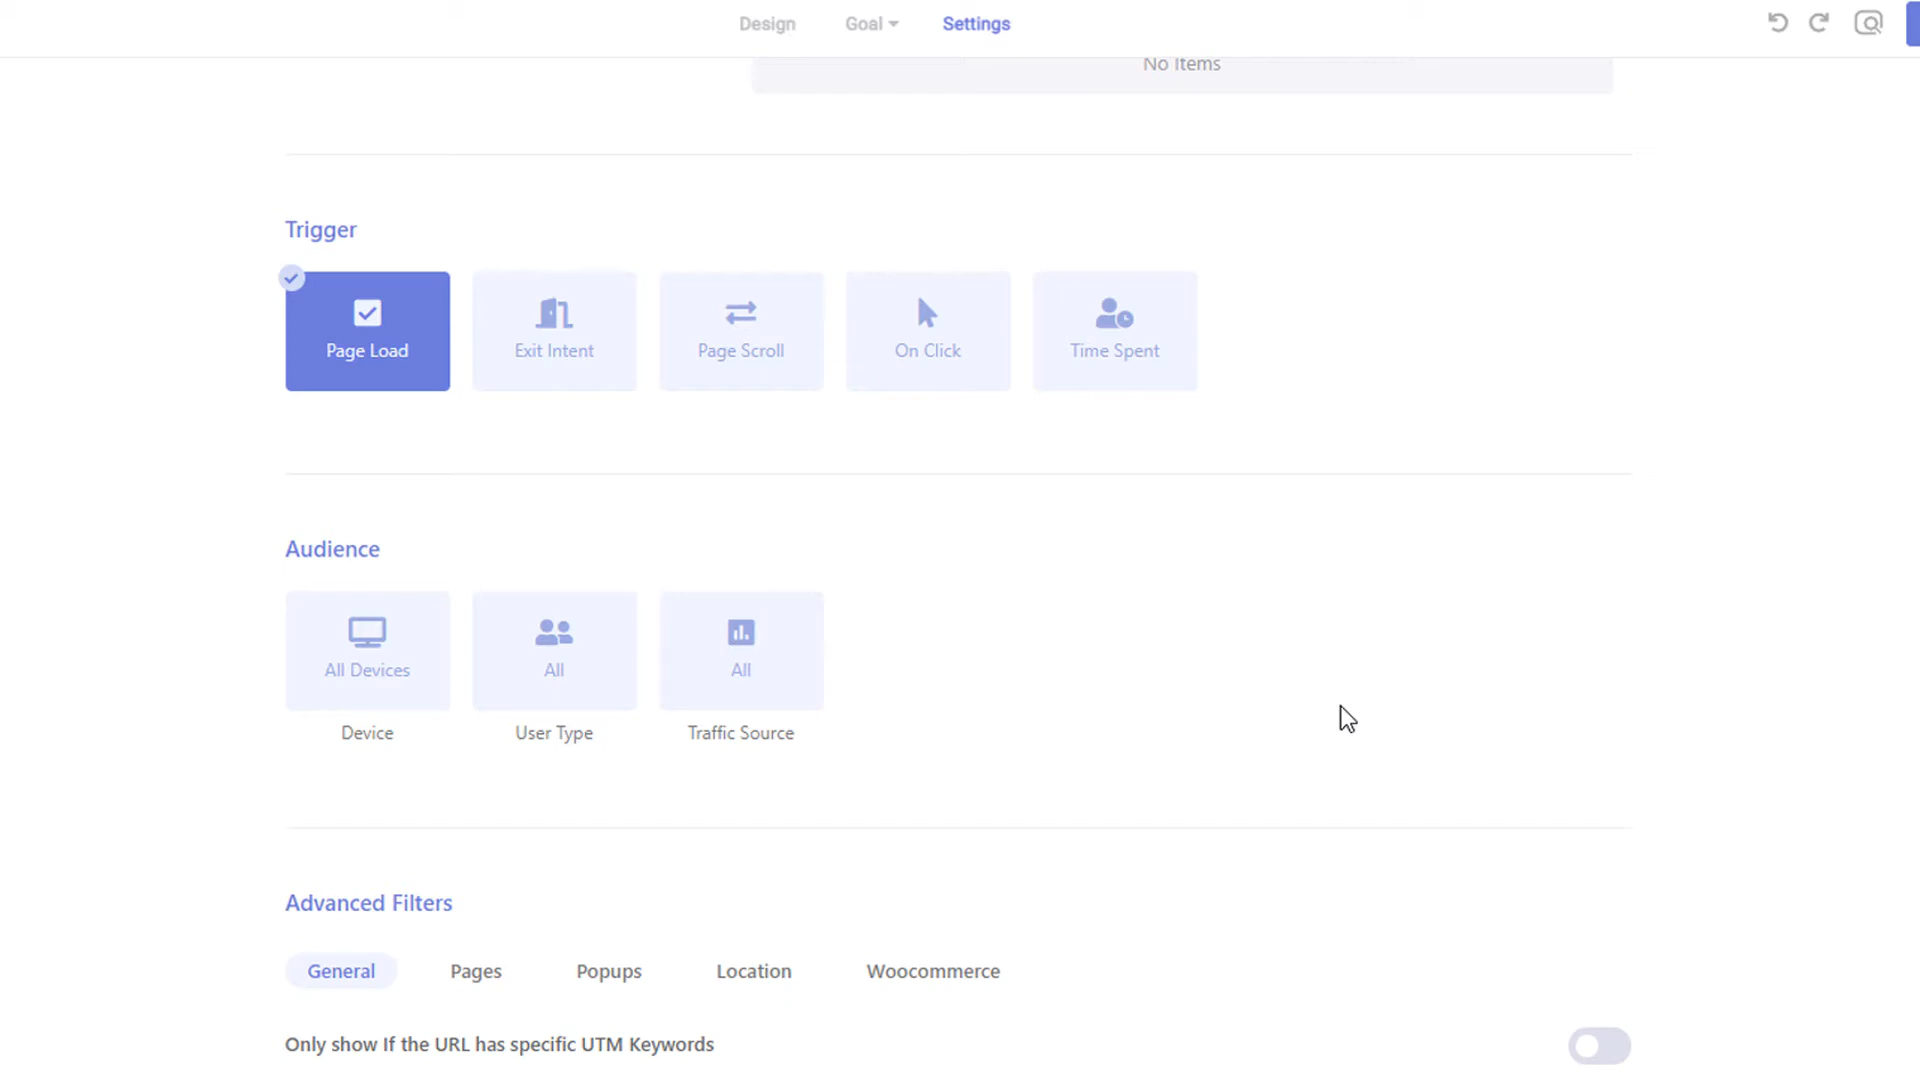 Design Goal Settings
No Items
Trigger
Page Load Exit Intent Page Scroll On Click Time Spent
Audience
All Devices All All
Device User Type Traffic Source
Advanced Filters
General Pages Popups Location Woocommerce
Only show If the URL has specific UTM Keywords